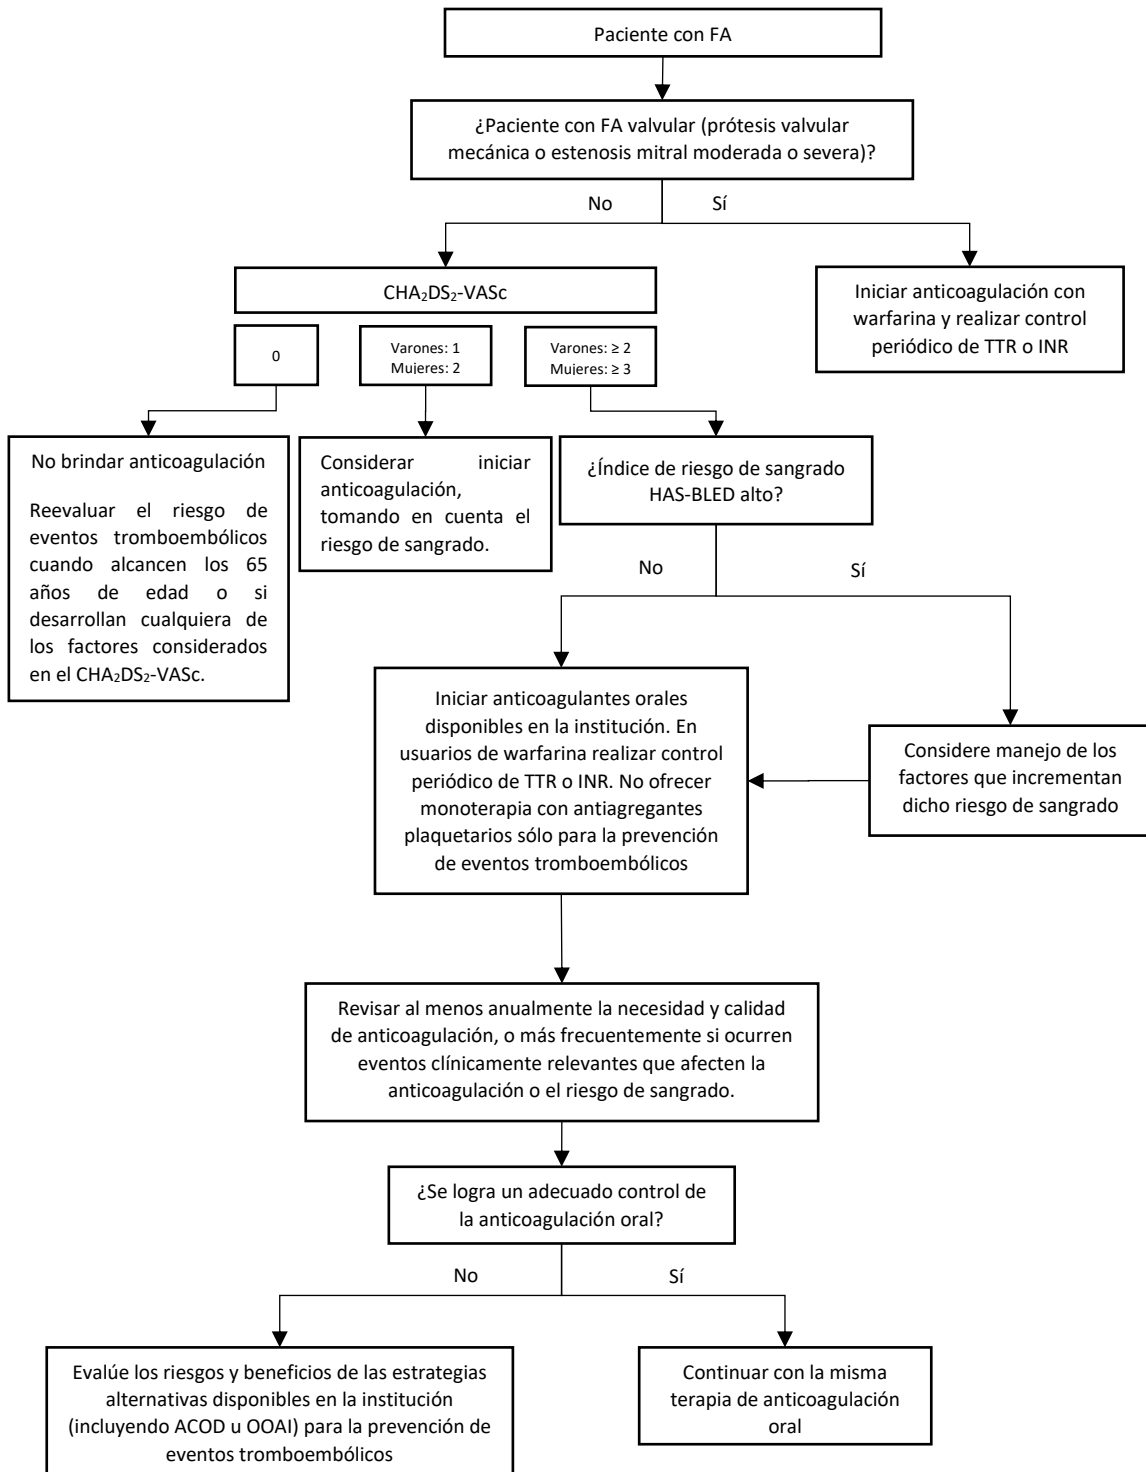 Paciente con FA
¿Paciente con FA valvular (prótesis valvular
mecánica o estenosis mitral moderada o severa)?
No
Sí
CHA₂DS₂-VASc
Iniciar anticoagulación con
warfarina y realizar control
periódico de TTR o INR
0
Varones: 1
Mujeres: 2
Varones: ≥ 2
Mujeres: ≥ 3
No brindar anticoagulación
Reevaluar el riesgo de
eventos tromboembólicos
cuando alcancen los 65
años de edad o si
desarrollan cualquiera de
los factores considerados
en el CHA₂DS₂-VASc.
Considerar iniciar
anticoagulación,
tomando en cuenta el
riesgo de sangrado.
¿Índice de riesgo de sangrado
HAS-BLED alto?
No
Sí
Iniciar anticoagulantes orales
disponibles en la institución. En
usuarios de warfarina realizar control
periódico de TTR o INR. No ofrecer
monoterapia con antiagregantes
plaquetarios sólo para la prevención
de eventos tromboembólicos
Considere manejo de los
factores que incrementan
dicho riesgo de sangrado
Revisar al menos anualmente la necesidad y calidad
de anticoagulación, o más frecuentemente si ocurren
eventos clínicamente relevantes que afecten la
anticoagulación o el riesgo de sangrado.
¿Se logra un adecuado control de
la anticoagulación oral?
No
Sí
Evalúe los riesgos y beneficios de las estrategias
alternativas disponibles en la institución
(incluyendo ACOD u OOAI) para la prevención de
eventos tromboembólicos
Continuar con la misma
terapia de anticoagulación
oral